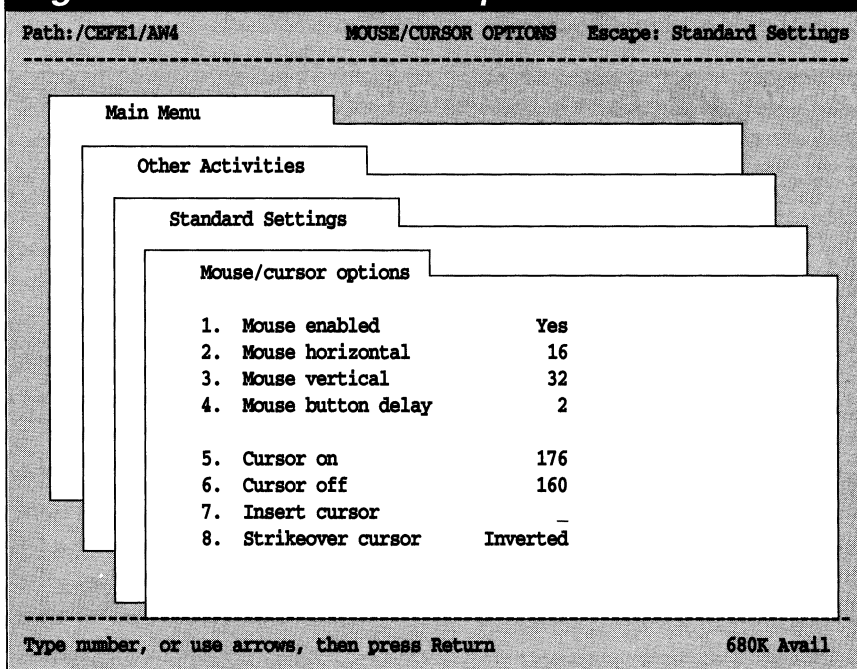 Path:/CEFE1/AW4 MOUSE/CURSOR OPTIONS Escape: Standard Settings
Main Menu
Other Activities
Standard Settings
Mouse/cursor options
1. Mouse enabled Yes
2. Mouse horizontal 16
3. Mouse vertical 32
4. Mouse button delay 2
5. Cursor on 176
6. Cursor off 160
7. Insert cursor _
8. Strikeover cursor Inverted
Type number, or use arrows, then press Return 680K Avail